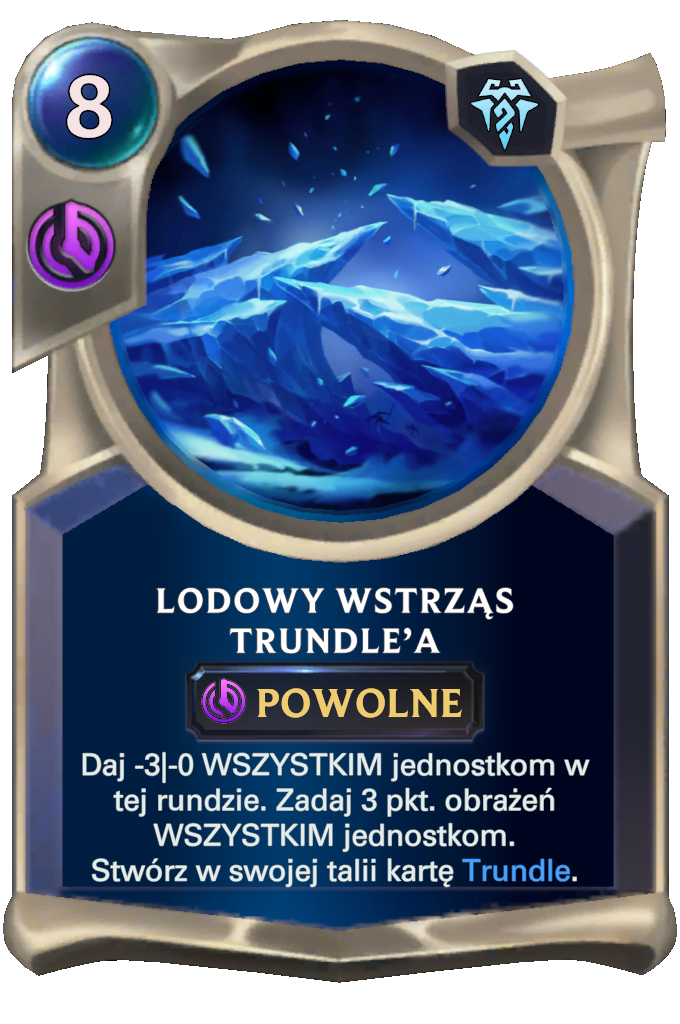 8
LODOWY WSTRZĄS
TRUNDLE’A
POWOLNE
Daj -3|-0 WSZYSTKIM jednostkom w
tej rundzie. Zadaj 3 pkt. obrażeń
WSZYSTKIM jednostkom.
Stwórz w swojej talii kartę Trundle.